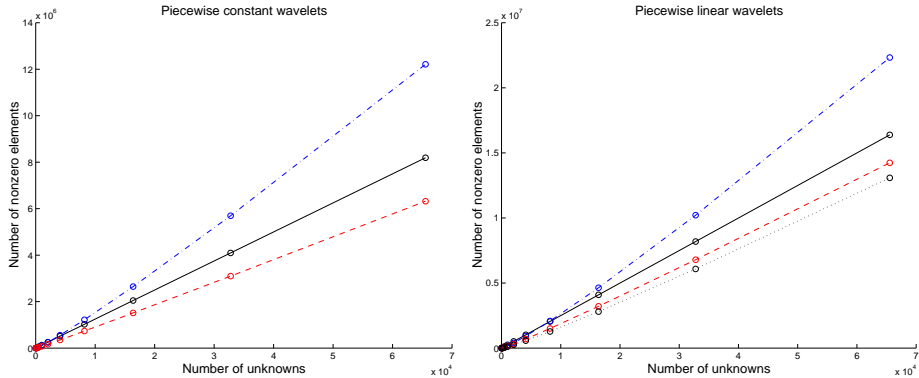 Piecewise constant wavelets
x 10^6
14
12
10
8
6
4
2
0
0 1 2 3 4 5 6 7
x 10^4
Number of unknowns
Number of nonzero elements
Piecewise linear wavelets
x 10^7
2.5
2
1.5
1
0.5
0
0 1 2 3 4 5 6 7
x 10^4
Number of unknowns
Number of nonzero elements